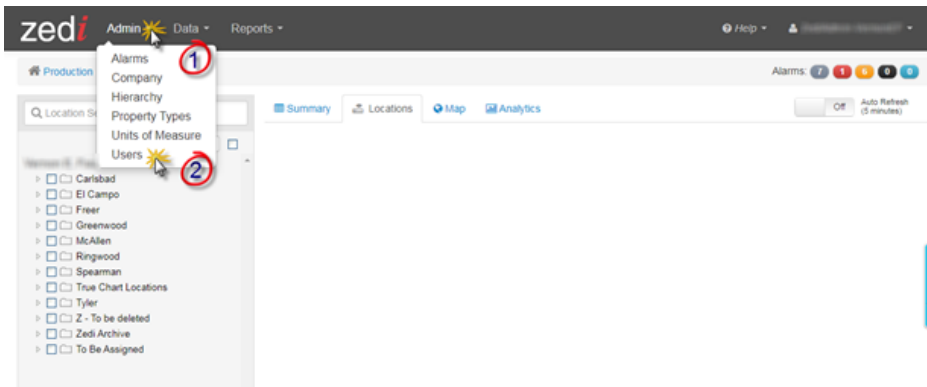 zedi Admin Data Reports Help
1
Alarms
Company
Hierarchy
Property Types
Units of Measure
Users
2
Production Alarms: 7 1 6 0 0
Location Se
Summary Locations Map Analytics Off Auto Refresh
(5 minutes)
Carlsbad
El Campo
Freer
Greenwood
McAllen
Ringwood
Spearman
True Chart Locations
Tyler
Z - To be deleted
Zedi Archive
To Be Assigned